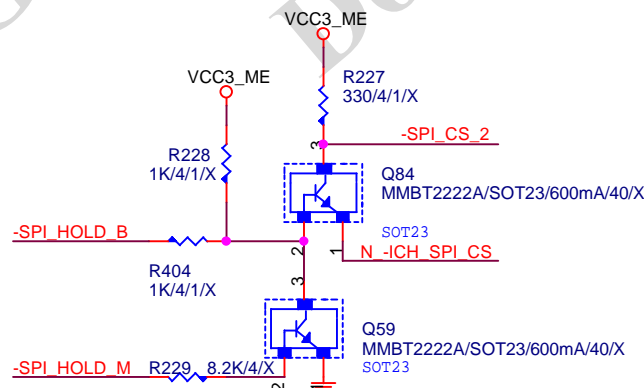 VCC3_ME
VCC3_ME
R227
330/4/1/X
-SPI_CS_2
3
R228
1K/4/1/X
Q84
MMBT2222A/SOT23/600mA/40/X
SOT23
-SPI_HOLD_B
2
1
N_-ICH_SPI_CS
R404
1K/4/1/X
3
Q59
MMBT2222A/SOT23/600mA/40/X
SOT23
-SPI_HOLD_M
R229
8.2K/4/X
2